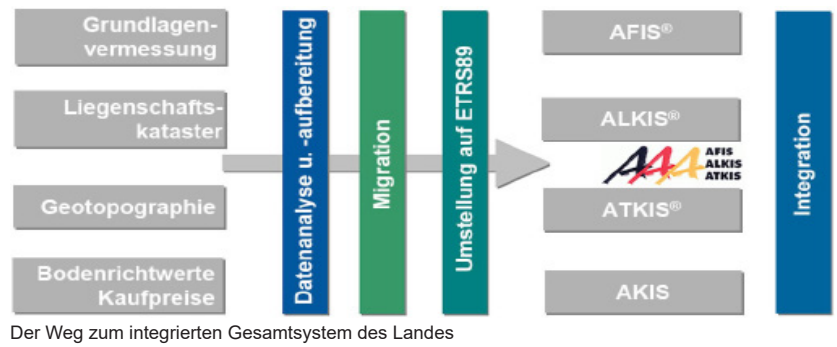 Grundlagen-
vermessung
Liegenschafts-
kataster
Geotopographie
Bodenrichtwerte
Kaufpreise
Datenanalyse u. -aufbereitung
Migration
Umstellung auf ETRS89
AFIS®
ALKIS®
AAA
AFIS
ALKIS
ATKIS
ATKIS®
AKIS
Integration
Der Weg zum integrierten Gesamtsystem des Landes